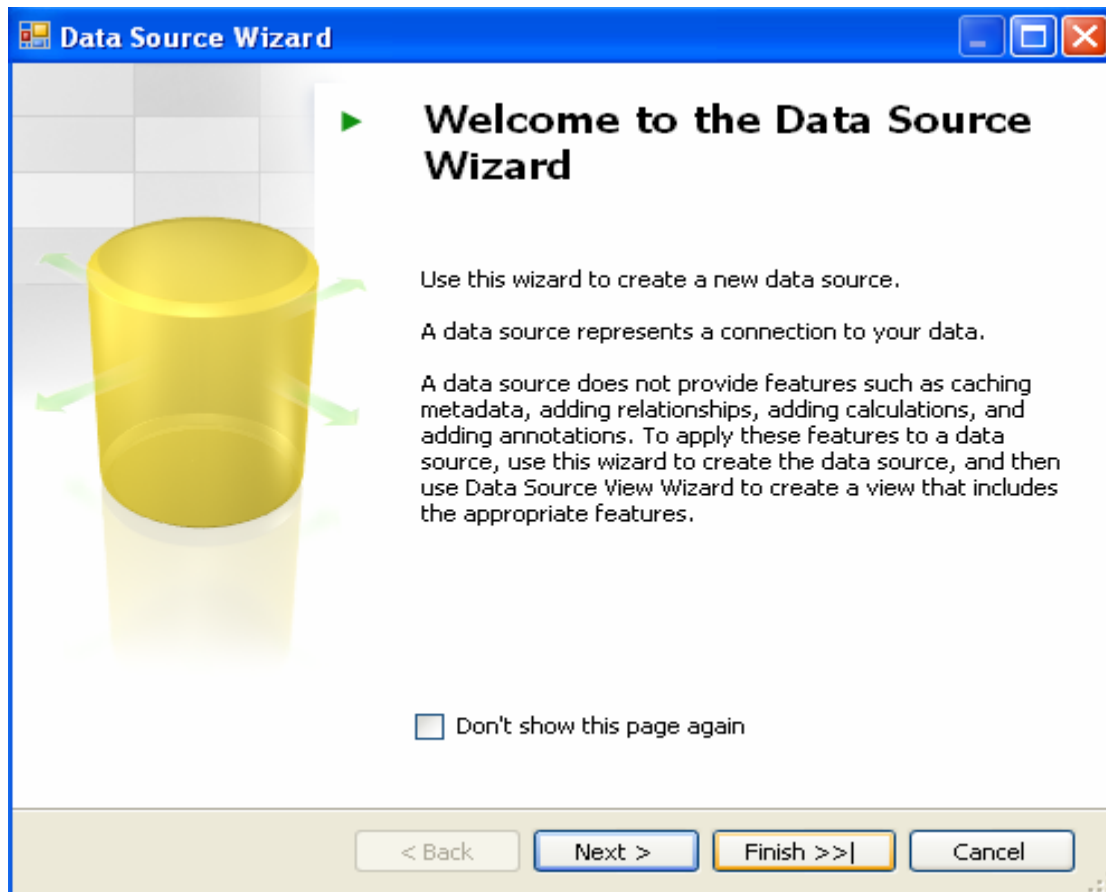 Data Source Wizard
Welcome to the Data Source
Wizard
Use this wizard to create a new data source.
A data source represents a connection to your data.
A data source does not provide features such as caching
metadata, adding relationships, adding calculations, and
adding annotations. To apply these features to a data
source, use this wizard to create the data source, and then
use Data Source View Wizard to create a view that includes
the appropriate features.
Don't show this page again
< Back Next > Finish >>| Cancel